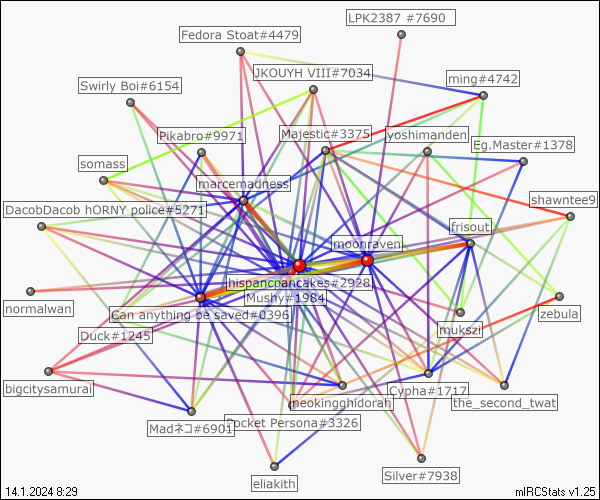 LPK2387 #7690
Fedora Stoat#4479
JKOUYH VIII#7034
ming#4742
Swirly Boi#6154
Pikabro#9971
Majestic#3375
yoshimanden
Eg.Master#1378
somass
marcemadness
shawntee9
DacobDacob hORNY police#5271
frisout
moonraven
hispancpancakes#2928
Mushy#1984
normalwan
Can anything be saved#0396
zebula
mukszi
Duck#1245
bigcitysamurai
neokingghidorah
Cypha#1717
the_second_twat
Pocket Persona#3326
Madネコ#6901
Silver#7938
eliakith
14.1.2024 8:29
mIRCStats v1.25